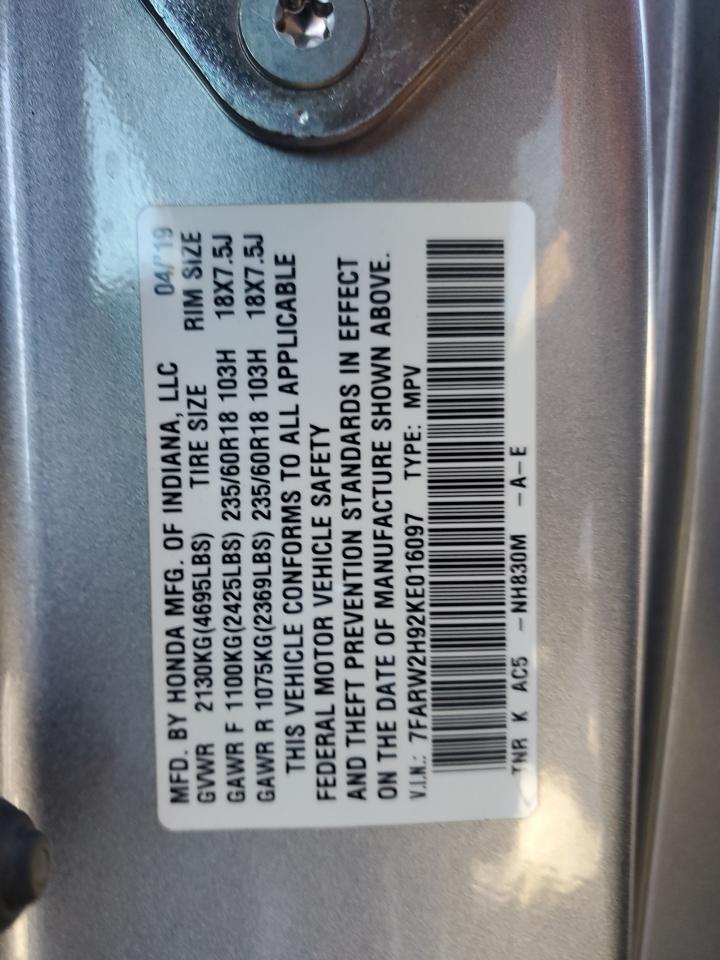 MFD. BY HONDA MFG. OF INDIANA, LLC 04/19
GVWR 2130KG(4695LBS) TIRE SIZE RIM SIZE
GAWR F 1100KG(2425LBS) 235/60R18 103H 18X7.5J
GAWR R 1075KG(2369LBS) 235/60R18 103H 18X7.5J
THIS VEHICLE CONFORMS TO ALL APPLICABLE
FEDERAL MOTOR VEHICLE SAFETY
AND THEFT PREVENTION STANDARDS IN EFFECT
ON THE DATE OF MANUFACTURE SHOWN ABOVE.
V.I.N.: 7FARW2H92KE016097 TYPE: MPV
TNR K AC5 -NH830M -A-E